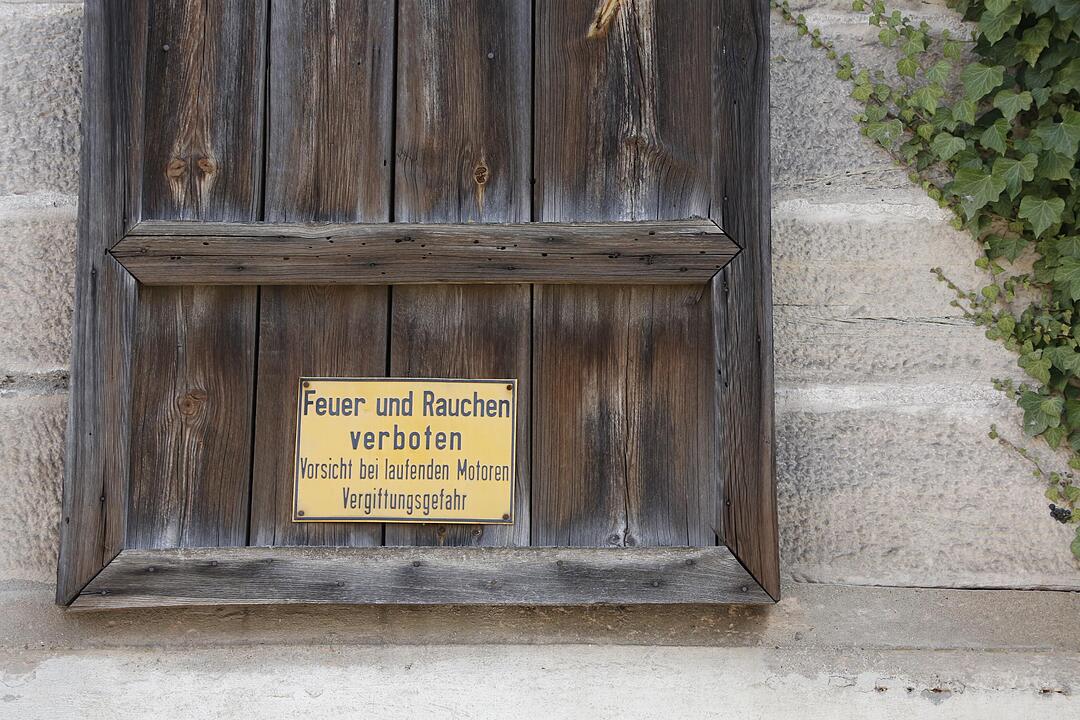 Feuer und Rauchen
verboten
Vorsicht bei laufenden Motoren
Vergiftungsgefahr